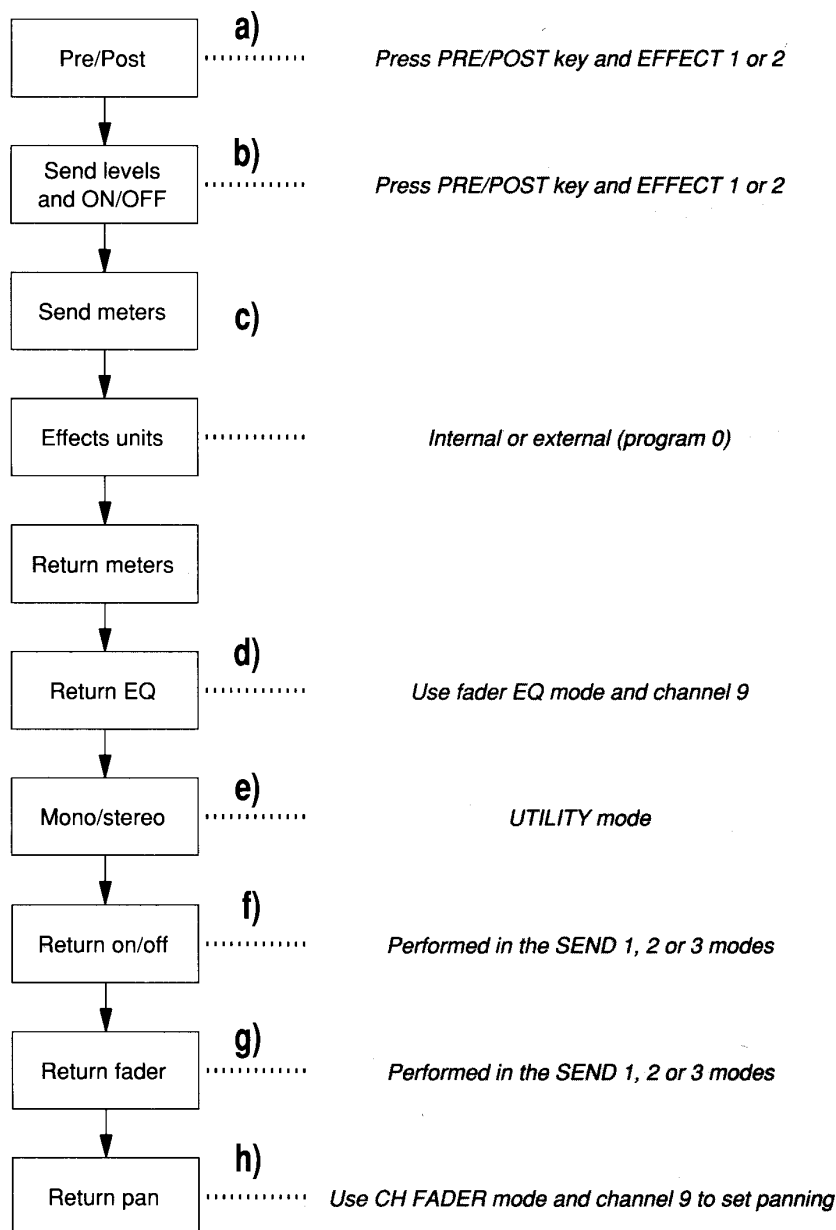 a)
Pre/Post
Press PRE/POST key and EFFECT 1 or 2
b)
Send levels
and ON/OFF
Press PRE/POST key and EFFECT 1 or 2
Send meters
c)
Effects units
Internal or external (program 0)
Return meters
d)
Return EQ
Use fader EQ mode and channel 9
e)
Mono/stereo
UTILITY mode
f)
Return on/off
Performed in the SEND 1, 2 or 3 modes
g)
Return fader
Performed in the SEND 1, 2 or 3 modes
h)
Return pan
Use CH FADER mode and channel 9 to set panning